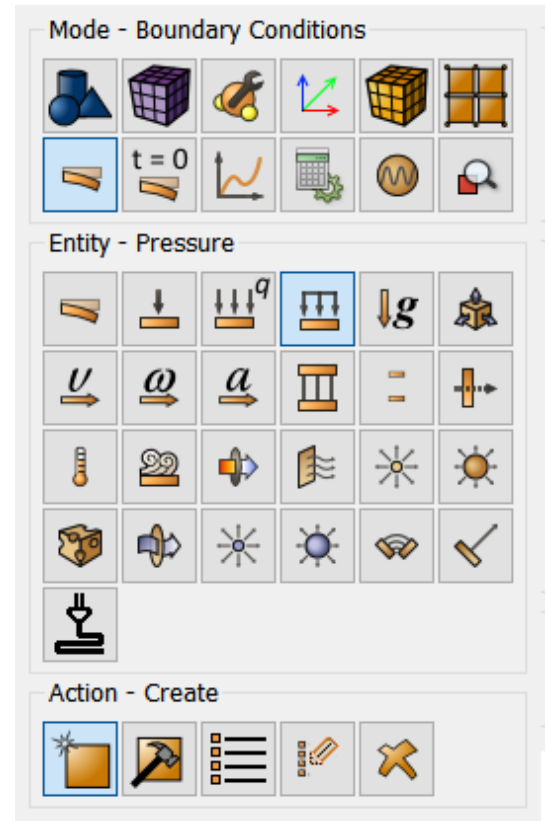 Mode - Boundary Conditions
t = 0
Entity - Pressure
q
g
υ ω a
Action - Create